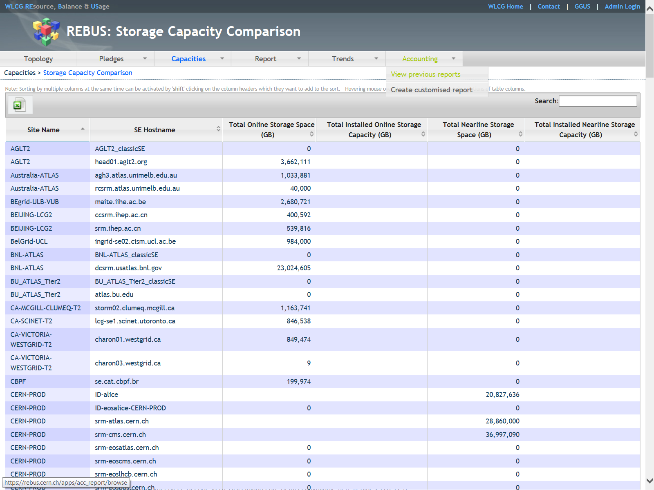 WLCG REsource, Balance & USage
WLCG Home | Contact | GGUS | Admin Login
REBUS: Storage Capacity Comparison
Topology Pledges Capacities Report Trends Accounting
Capacities > Storage Capacity Comparison
View previous reports
Create customised report
Note: Sorting by multiple columns at the same time can be activated by Shift clicking on the column headers which they want to add to the sort.
table columns.
Search:
Site Name SE Hostname Total Online Storage Space (GB) Total Installed Online Storage Capacity (GB) Total Nearline Storage Space (GB) Total Installed Nearline Storage Capacity (GB)
AGLT2 AGLT2_classicSE 0 0
AGLT2 head01.aglt2.org 3,662,111 0
Australia-ATLAS agh3.atlas.unimelb.edu.au 1,033,881 0
Australia-ATLAS rcsrm.atlas.unimelb.edu.au 40,000 0
BEgrid-ULB-VUB maite.iihe.ac.be 2,680,721 0
BEIJING-LCG2 ccsrm.ihep.ac.cn 400,592 0
BEIJING-LCG2 srm.ihep.ac.cn 539,816 0
BelGrid-UCL ingrid-se02.cism.ucl.ac.be 984,000 0
BNL-ATLAS BNL-ATLAS_classicSE 0 0
BNL-ATLAS dcsrm.usatlas.bnl.gov 23,024,605 0
BU_ATLAS_Tier2 BU_ATLAS_Tier2_classicSE 0 0
BU_ATLAS_Tier2 atlas.bu.edu 0 0
CA-MCGILL-CLUMEQ-T2 storm02.clumeq.mcgill.ca 1,163,741 0
CA-SCINET-T2 lcg-se1.scinet.utoronto.ca 846,538 0
CA-VICTORIA-
WESTGRID-T2 charon01.westgrid.ca 849,474 0
CA-VICTORIA-
WESTGRID-T2 charon03.westgrid.ca 9 0
CBPF se.cat.cbpf.br 199,974 0
CERN-PROD ID-alice 20,827,636
CERN-PROD ID-eosalice-CERN-PROD 0 0
CERN-PROD srm-atlas.cern.ch 28,860,000
CERN-PROD srm-cms.cern.ch 36,997,090
CERN-PROD srm-eosatlas.cern.ch 0 0
CERN-PROD srm-eoscms.cern.ch 0 0
CERN-PROD srm-eoslhcb.cern.ch 0 0
https://rebus.cern.ch/apps/acc_report/browse